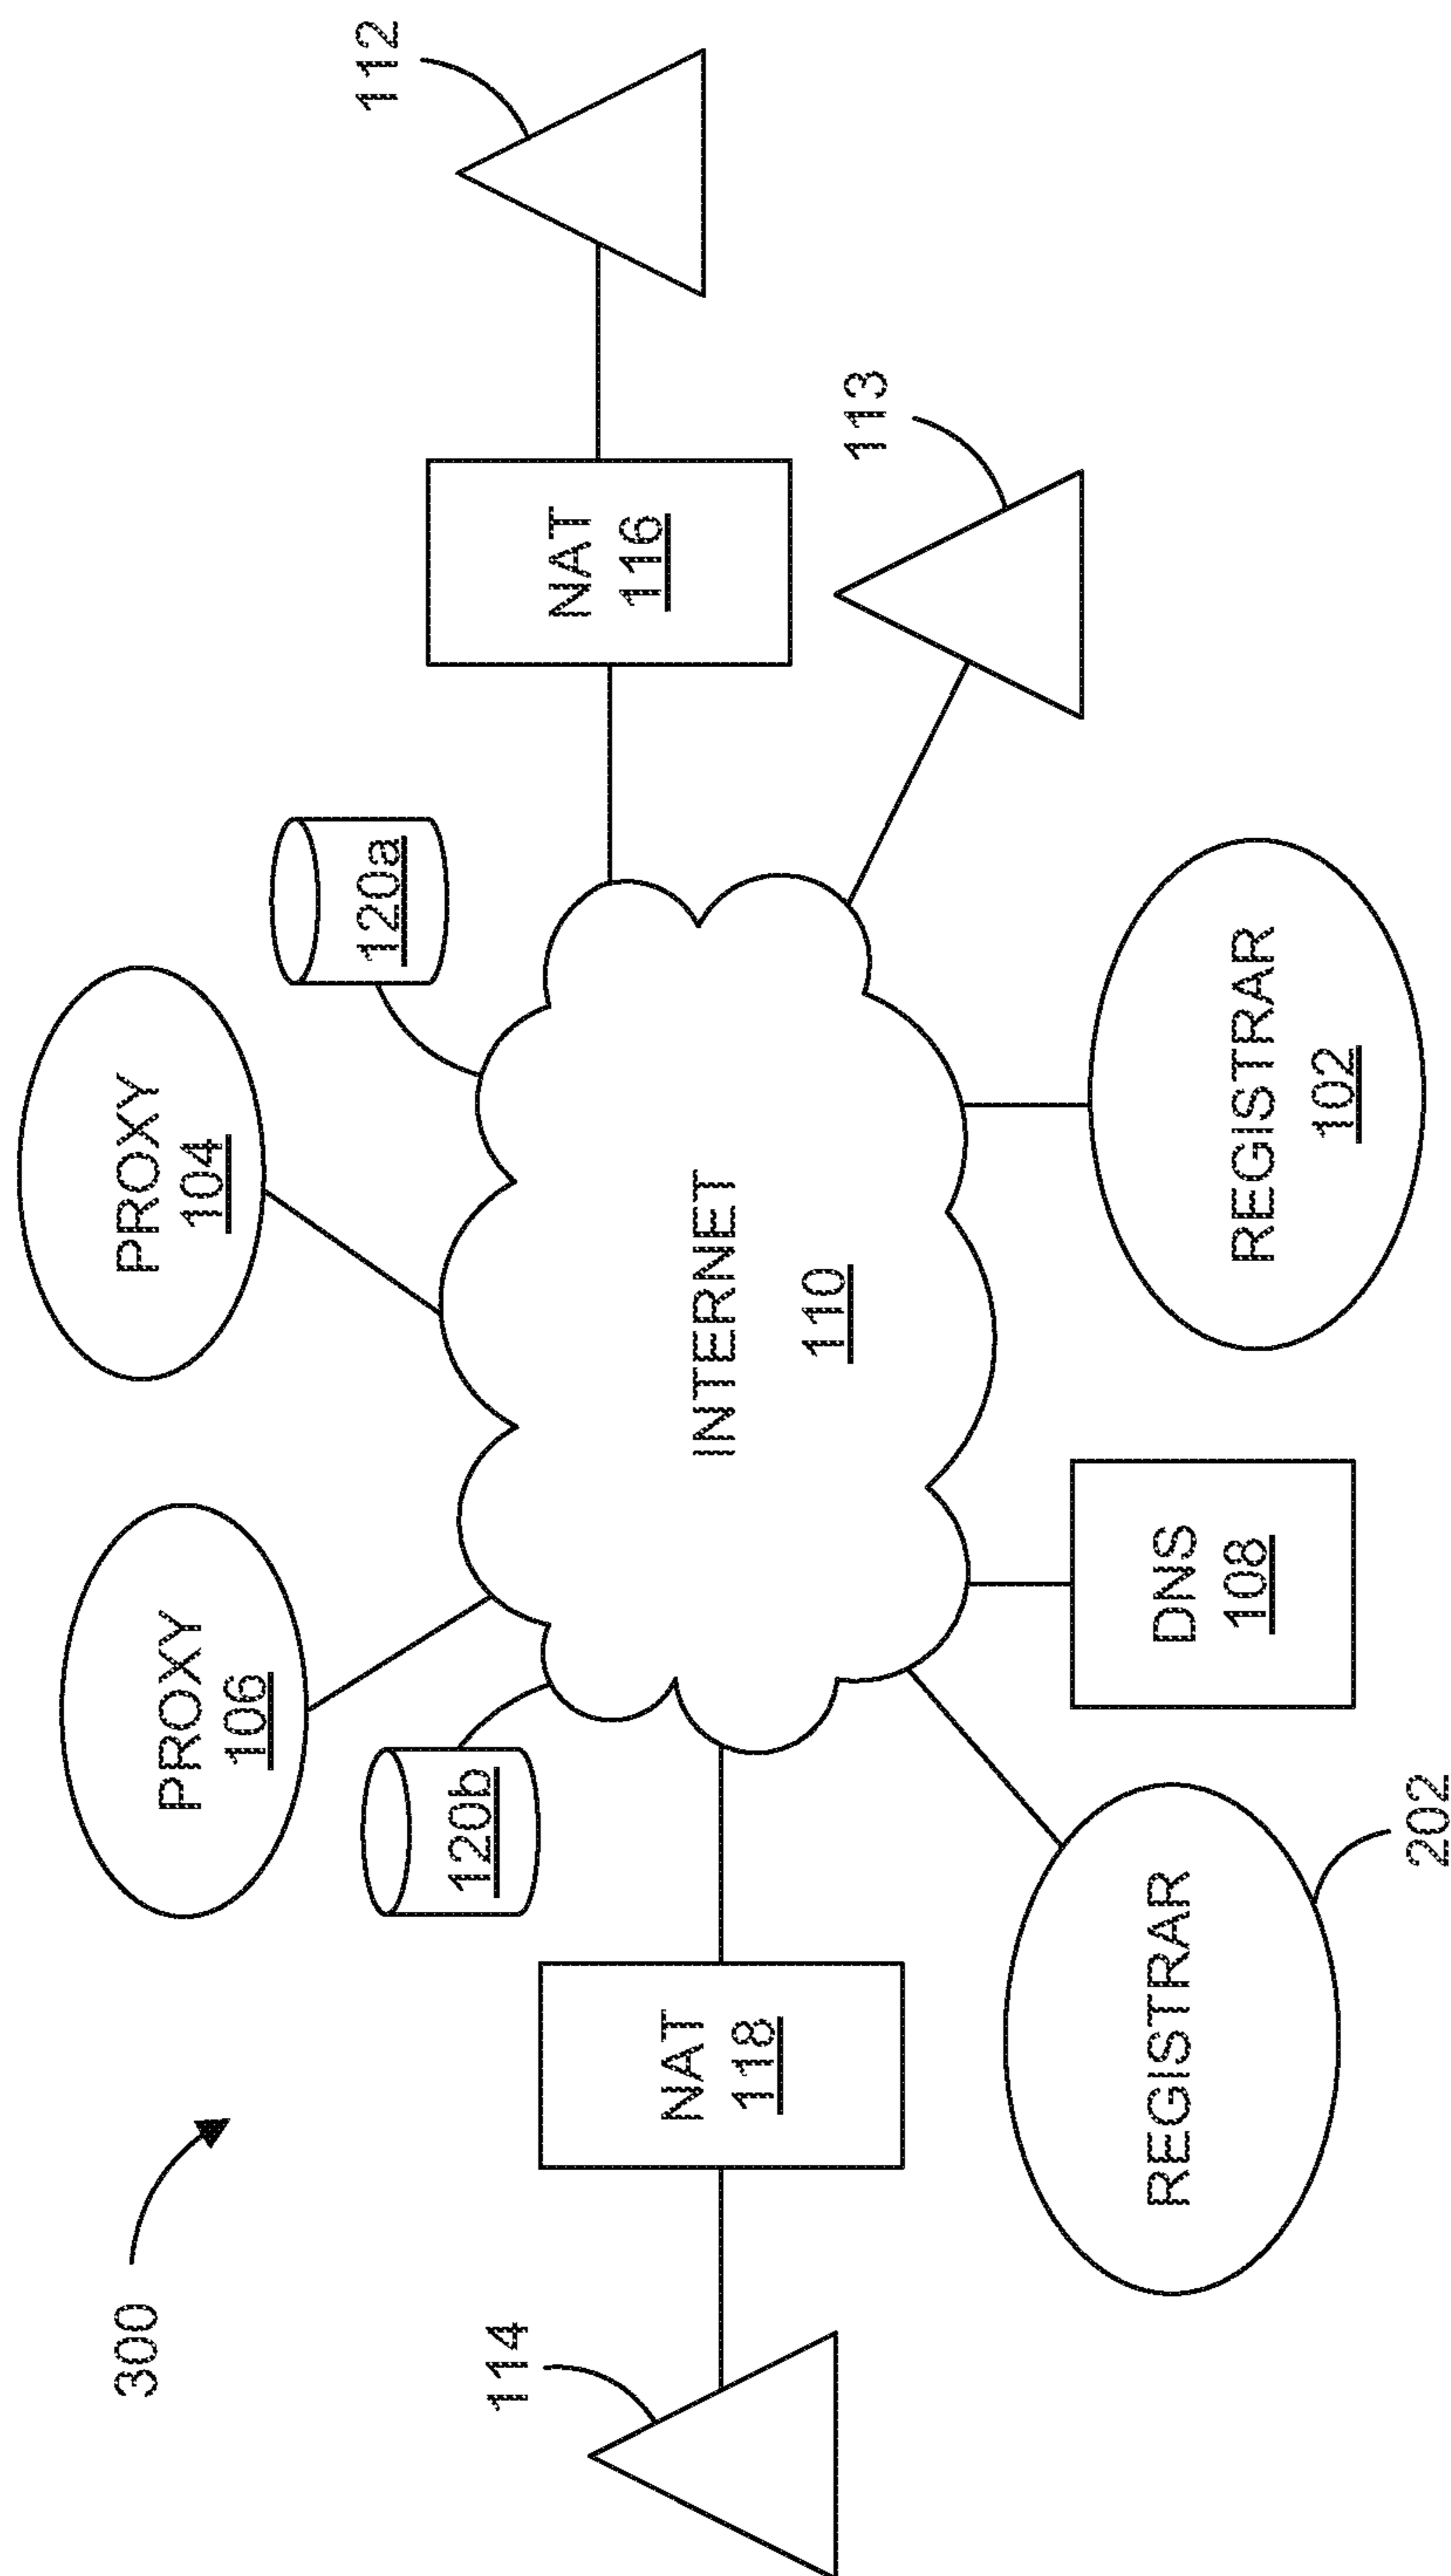 300
PROXY
106
PROXY
104
120b
120a
112
114
NAT
118
INTERNET
110
NAT
116
113
REGISTRAR
202
DNS
108
REGISTRAR
102